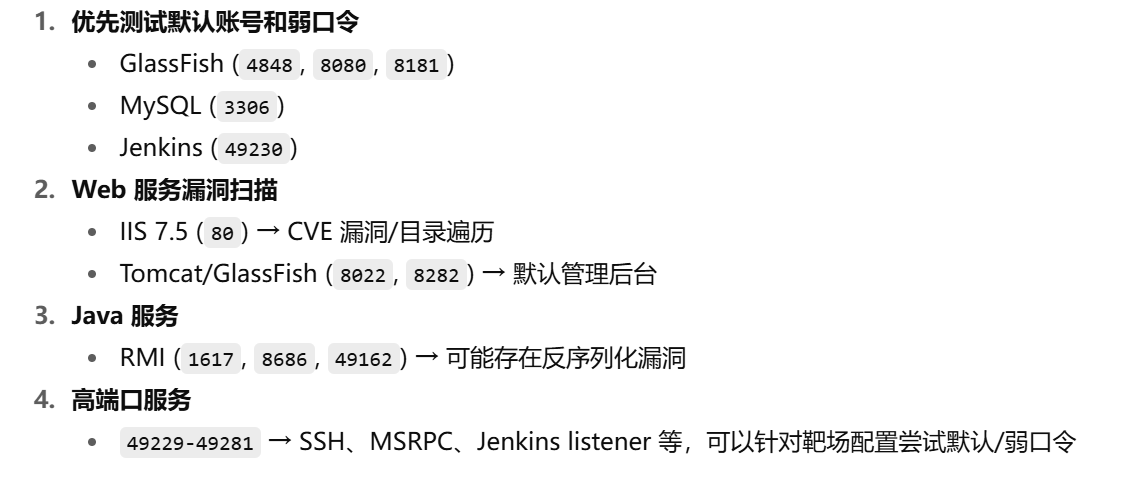 1. 优先测试默认账号和弱口令
• GlassFish (4848, 8080, 8181)
• MySQL (3306)
• Jenkins (49230)
2. Web 服务漏洞扫描
• IIS 7.5 (80) → CVE 漏洞/目录遍历
• Tomcat/GlassFish (8022, 8282) → 默认管理后台
3. Java 服务
• RMI (1617, 8686, 49162) → 可能存在反序列化漏洞
4. 高端口服务
• 49229-49281 → SSH、MSRPC、Jenkins listener 等，可以针对靶场配置尝试默认/弱口令